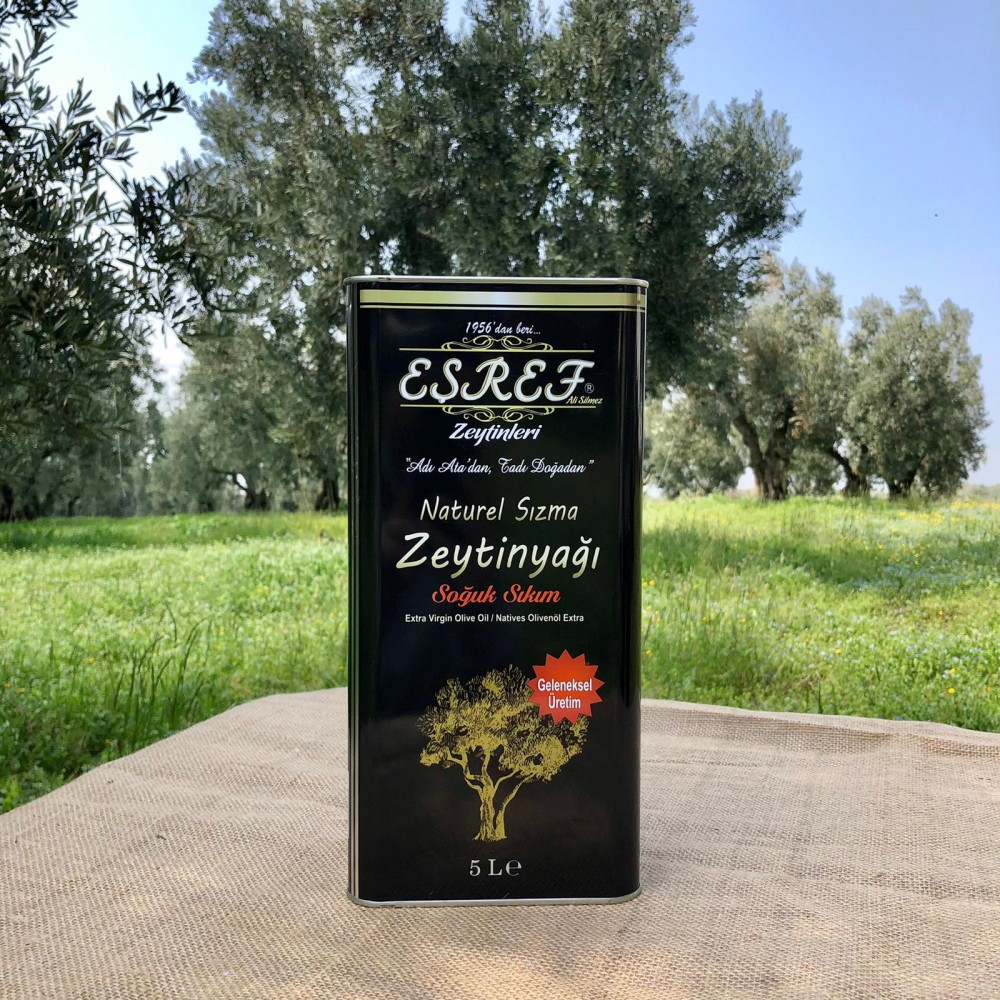 1956'dan beri...
EŞREF®
Ali Silmez
Zeytinleri
"Adı Ata'dan, Tadı Doğadan"
Naturel Sızma
Zeytinyağı
Soğuk Sıkım
Extra Virgin Olive Oil / Natives Olivenöl Extra
Geleneksel
Üretim
5 L℮